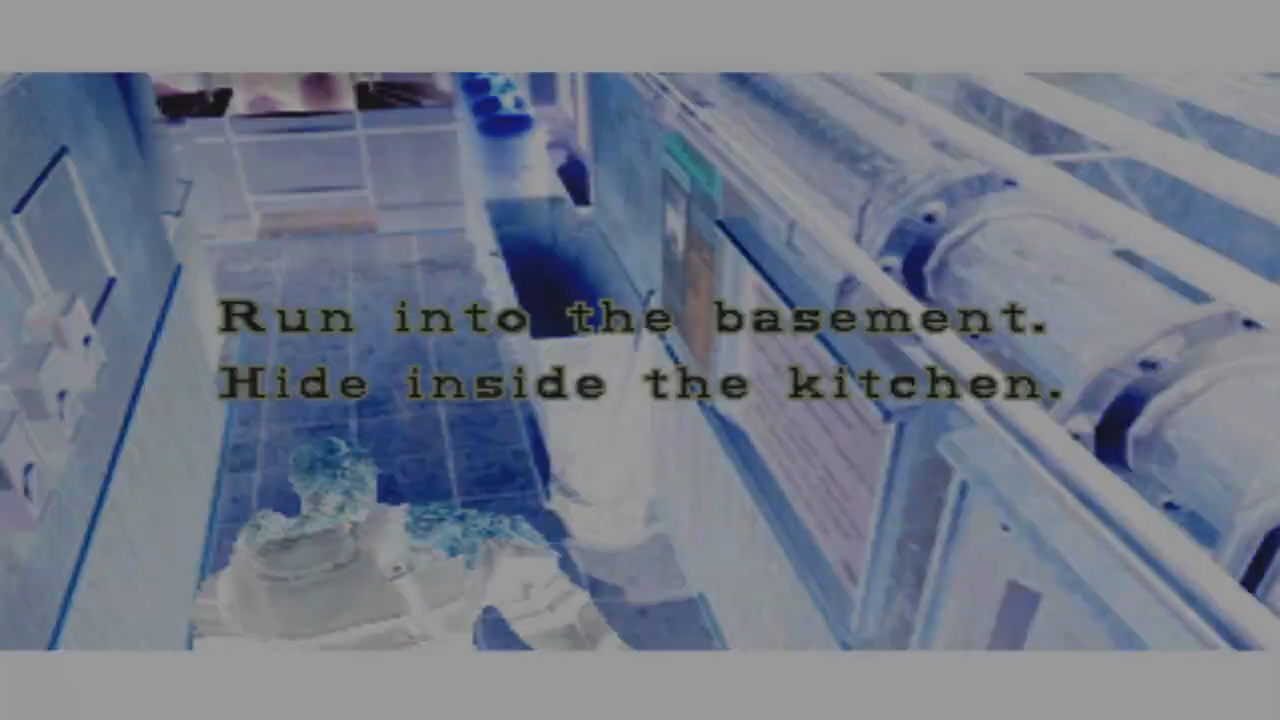 Run into the basement.
Hide inside the kitchen.